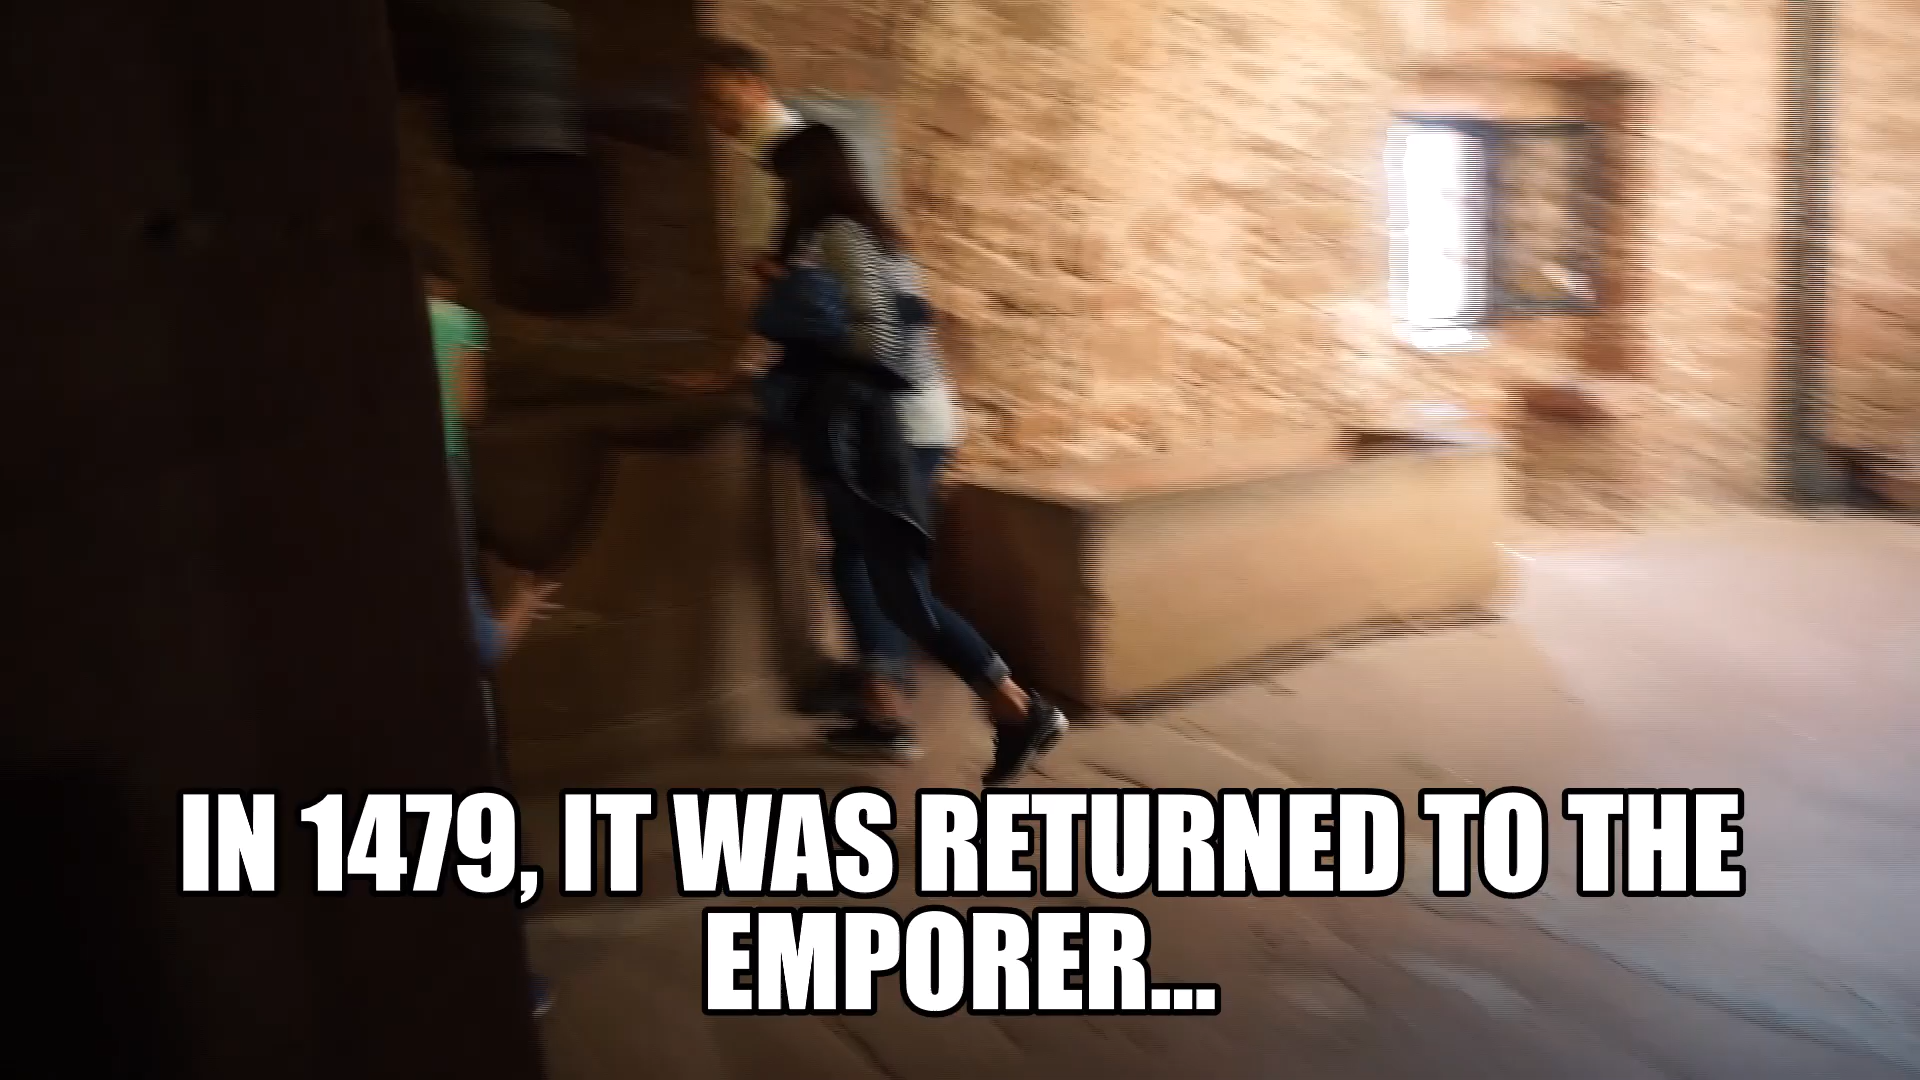 IN 1479, IT WAS RETURNED TO THE
EMPORER...